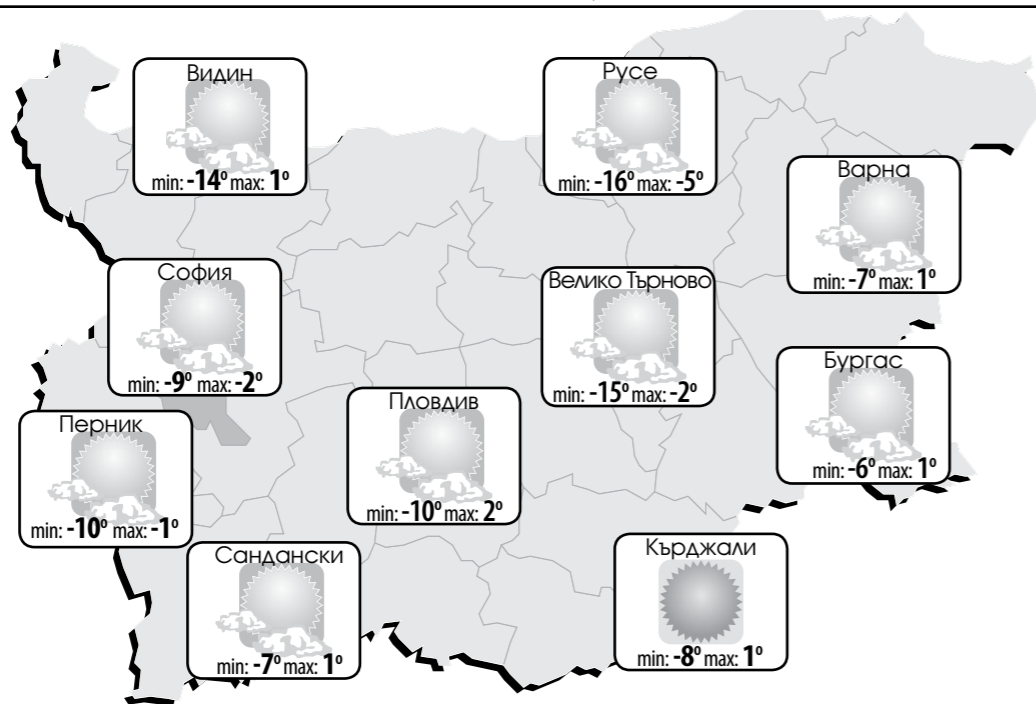 Видин
min: -14° max: 1°
Русе
min: -16° max: -5°
Варна
min: -7° max: 1°
София
min: -9° max: -2°
Велико Търново
min: -15° max: -2°
Бургас
min: -6° max: 1°
Пловдив
min: -10° max: 2°
Перник
min: -10° max: -1°
Сандански
min: -7° max: 1°
Кърджали
min: -8° max: 1°